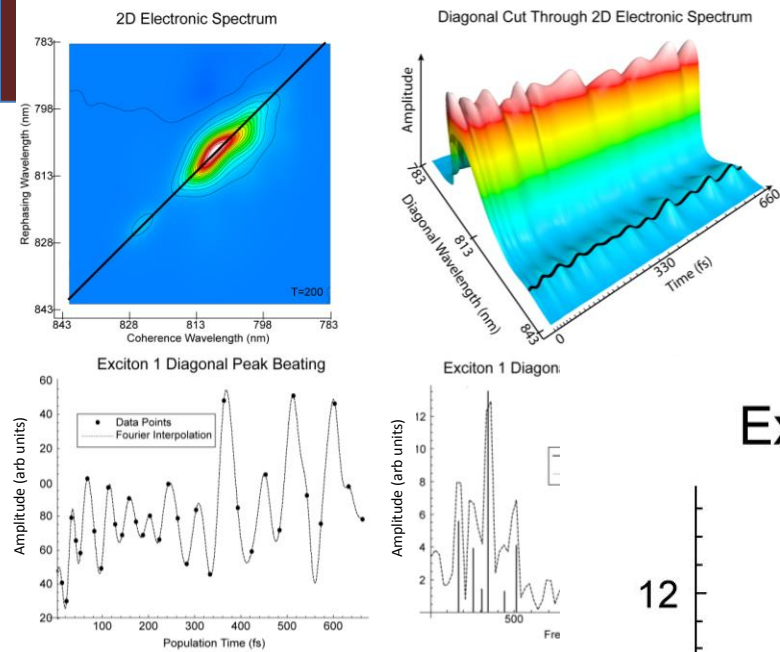 2D Electronic Spectrum
Rephasing Wavelength (nm)
783
798
813
828
843
T=200
843
828
813
798
783
Coherence Wavelength (nm)
Diagonal Cut Through 2D Electronic Spectrum
Amplitude
783
813
843
Diagonal Wavelength (nm)
0
330
660
Time (fs)
Exciton 1 Diagonal Peak Beating
Amplitude (arb units)
60
40
20
00
80
60
40
20
Data Points
Fourier Interpolation
100
200
300
400
500
600
Population Time (fs)
Exciton 1 Diagona
Amplitude (arb units)
12
10
8
6
4
2
500
Fre
Ex
12